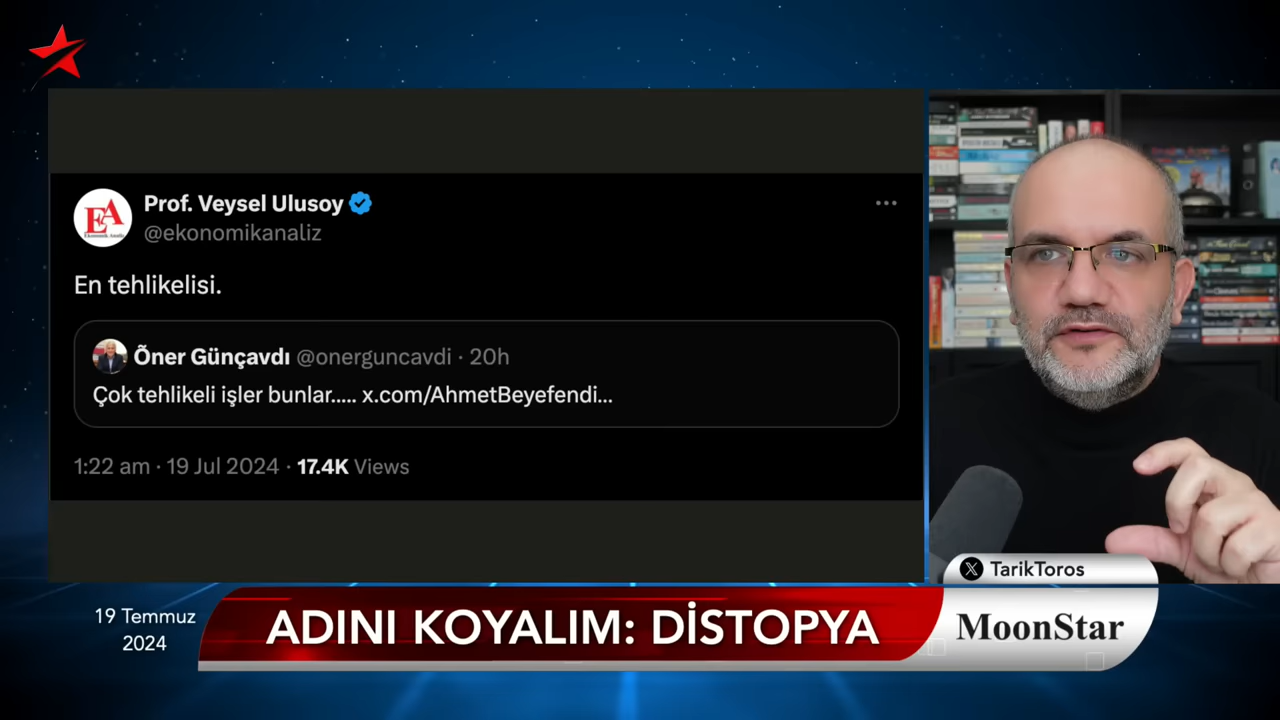 EA
Prof. Veysel Ulusoy
@ekonomikanaliz
En tehlikelisi.
Öner Günçavdı @onerguncavdi · 20h
Çok tehlikeli işler bunlar..... x.com/AhmetBeyefendi...
1:22 am · 19 Jul 2024 · 17.4K Views
X TarikToros
19 Temmuz
2024
ADINI KOYALIM: DİSTOPYA
MoonStar